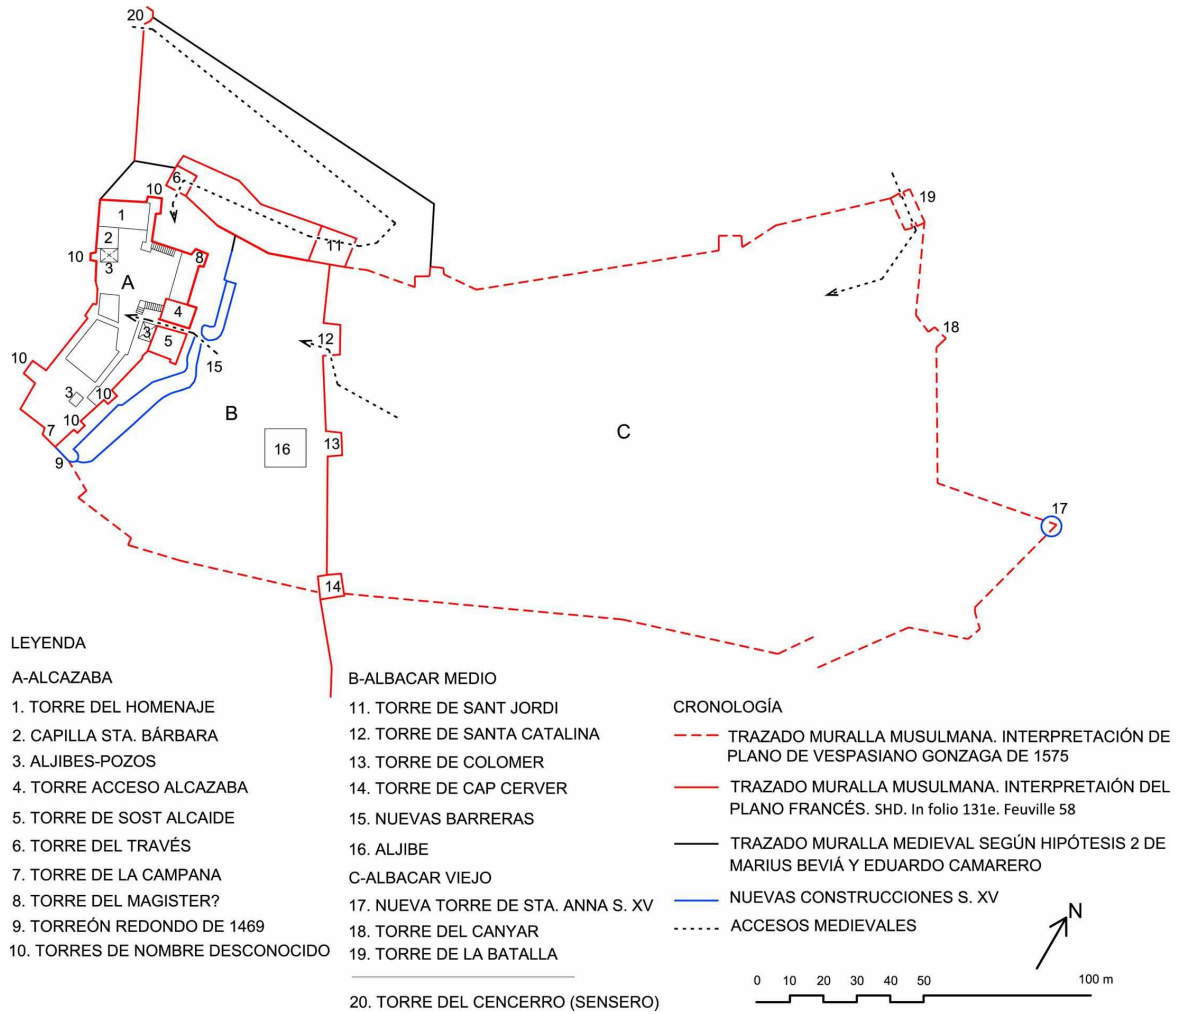 20
6
10
1
19
2
11
10
3
8
A
4
12
18
3
5
10
15
3
10
B
C
10
13
7
16
9
17
14
LEYENDA
A-ALCAZABA
1. TORRE DEL HOMENAJE
2. CAPILLA STA. BÁRBARA
3. ALJIBES-POZOS
4. TORRE ACCESO ALCAZABA
5. TORRE DE SOST ALCAIDE
6. TORRE DEL TRAVÉS
7. TORRE DE LA CAMPANA
8. TORRE DEL MAGISTER?
9. TORREÓN REDONDO DE 1469
10. TORRES DE NOMBRE DESCONOCIDO
B-ALBACAR MEDIO
11. TORRE DE SANT JORDI
12. TORRE DE SANTA CATALINA
13. TORRE DE COLOMER
14. TORRE DE CAP CERVER
15. NUEVAS BARRERAS
16. ALJIBE
C-ALBACAR VIEJO
17. NUEVA TORRE DE STA. ANNA S. XV
18. TORRE DEL CANYAR
19. TORRE DE LA BATALLA
20. TORRE DEL CENCERRO (SENSERO)
CRONOLOGÍA
TRAZADO MURALLA MUSULMANA. INTERPRETACIÓN DE
PLANO DE VESPASIANO GONZAGA DE 1575
TRAZADO MURALLA MUSULMANA. INTERPRETAIÓN DEL
PLANO FRANCÉS. SHD. In folio 131e. Feuville 58
TRAZADO MURALLA MEDIEVAL SEGÚN HIPÓTESIS 2 DE
MARIUS BEVIÁ Y EDUARDO CAMARERO
NUEVAS CONSTRUCCIONES S. XV
ACCESOS MEDIEVALES
N
0 10 20 30 40 50 100 m